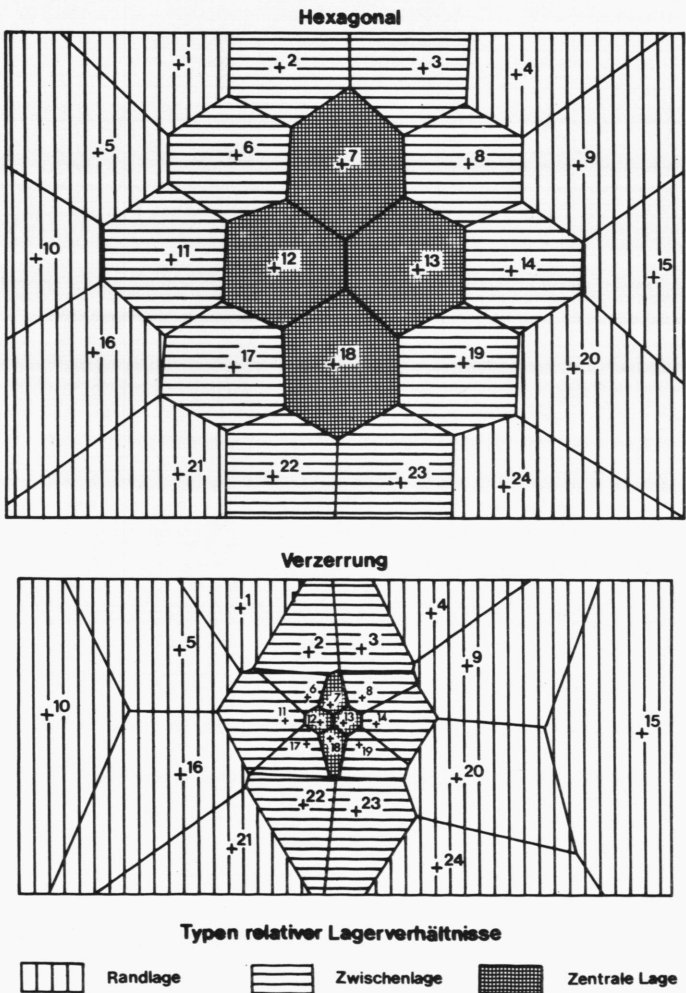 Hexagonal
1 2 3 4
5 6 7 8 9
10 11 12 13 14 15
16 17 18 19 20
21 22 23 24
Verzerrung
1 2 3 4
5 6 7 8 9
10 11 12 13 14 15
16 17 18 19 20
21 22 23 24
Typen relativer Lagerverhältnisse
Randlage Zwischenlage Zentrale Lage